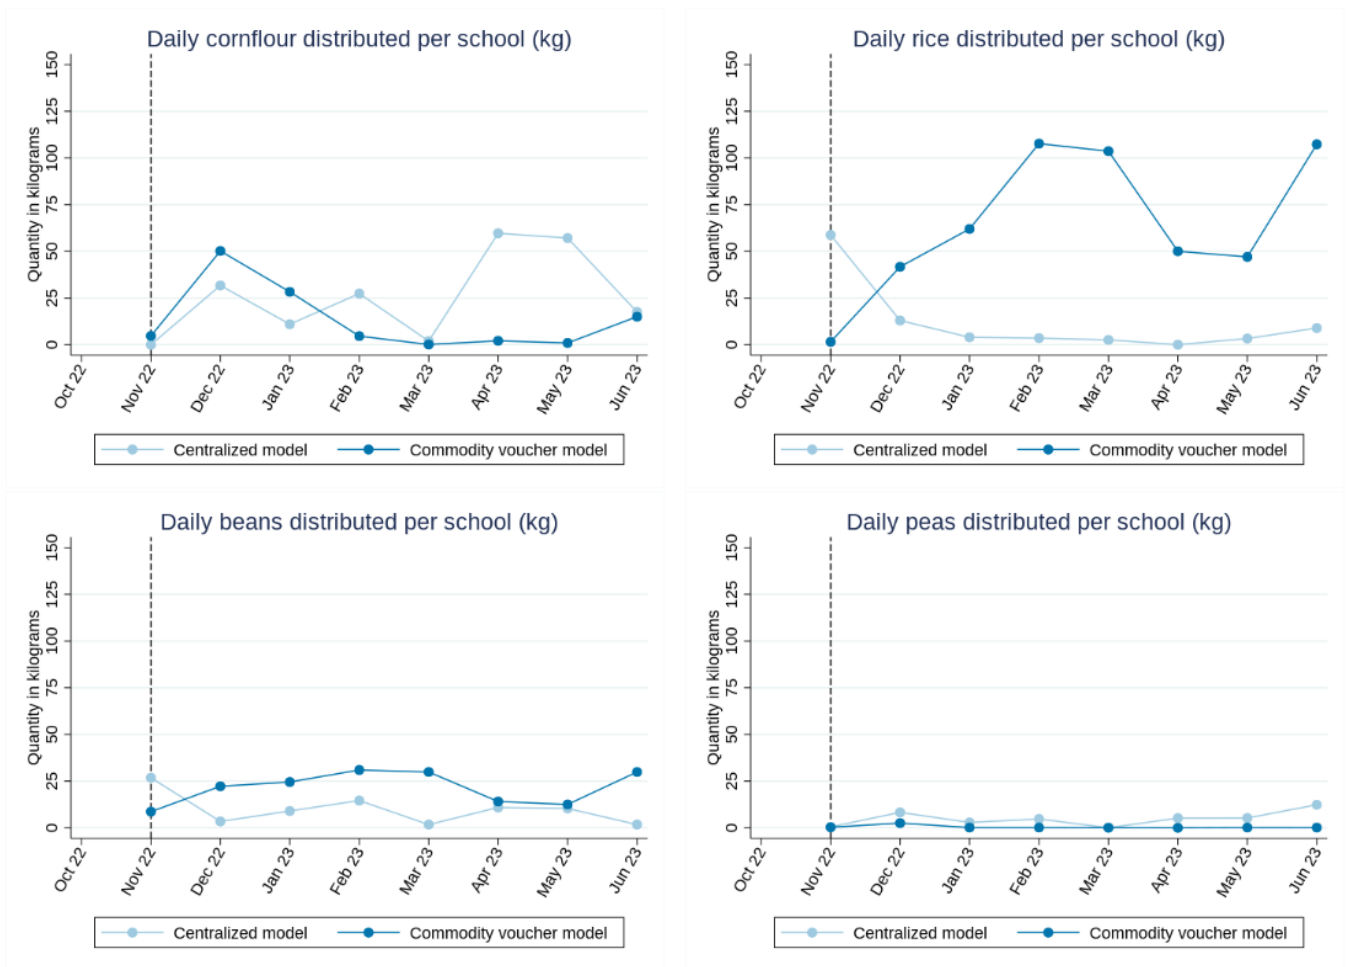 Daily cornflour distributed per school (kg)
Quantity in kilograms
150
125
100
75
50
25
0
Oct 22
Nov 22
Dec 22
Jan 23
Feb 23
Mar 23
Apr 23
May 23
Jun 23
Centralized model
Commodity voucher model
Daily rice distributed per school (kg)
Quantity in kilograms
150
125
100
75
50
25
0
Oct 22
Nov 22
Dec 22
Jan 23
Feb 23
Mar 23
Apr 23
May 23
Jun 23
Centralized model
Commodity voucher model
Daily beans distributed per school (kg)
Quantity in kilograms
150
125
100
75
50
25
0
Oct 22
Nov 22
Dec 22
Jan 23
Feb 23
Mar 23
Apr 23
May 23
Jun 23
Centralized model
Commodity voucher model
Daily peas distributed per school (kg)
Quantity in kilograms
150
125
100
75
50
25
0
Oct 22
Nov 22
Dec 22
Jan 23
Feb 23
Mar 23
Apr 23
May 23
Jun 23
Centralized model
Commodity voucher model